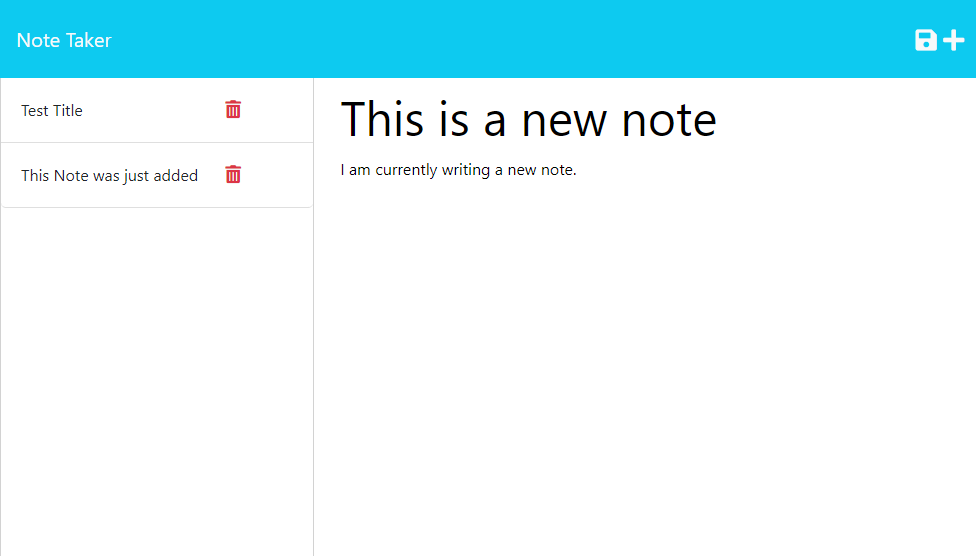 Note Taker
Test Title
This Note was just added
This is a new note
I am currently writing a new note.